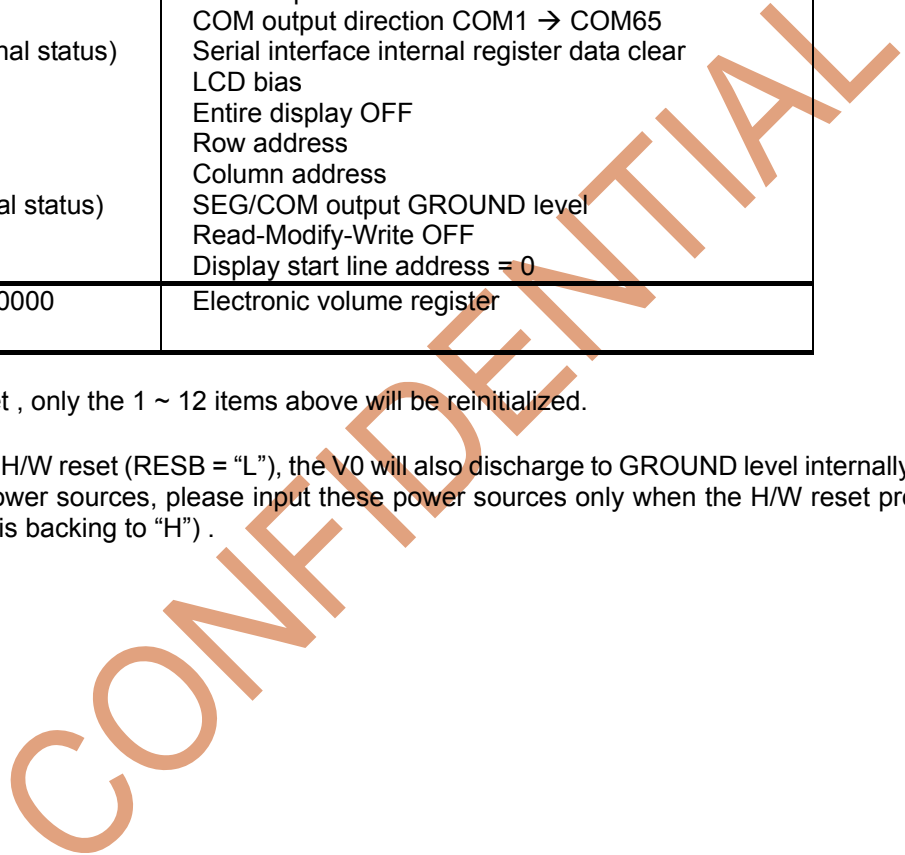 COM output direction COM1 → COM65
nal status) Serial interface internal register data clear
LCD bias
Entire display OFF
Row address
Column address
al status) SEG/COM output GROUND level
Read-Modify-Write OFF
Display start line address = 0
0000 Electronic volume register
et , only the 1 ~ 12 items above will be reinitialized.
H/W reset (RESB = “L”), the V0 will also discharge to GROUND level internally
ower sources, please input these power sources only when the H/W reset pro
is backing to “H”) .
CONFIDENTIAL